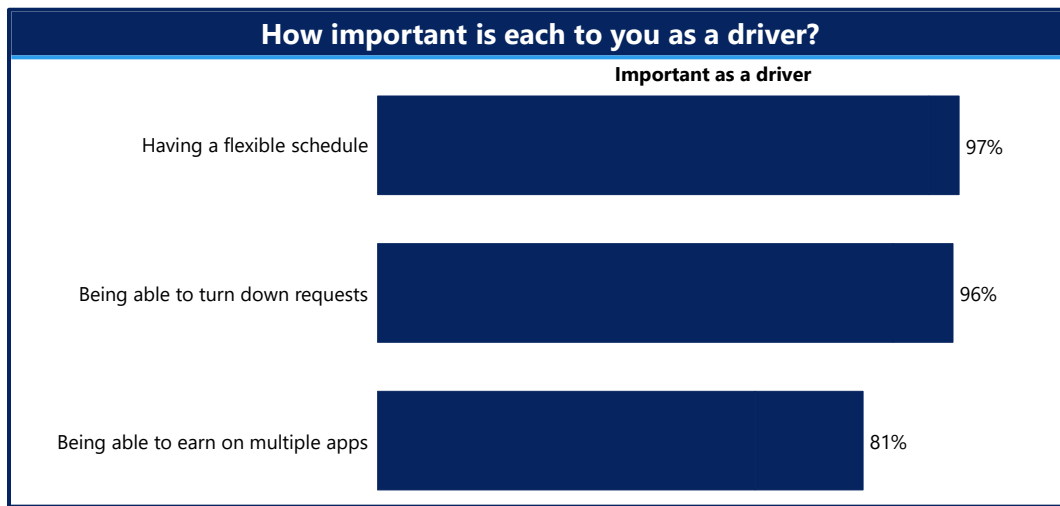 How important is each to you as a driver?
Important as a driver
Having a flexible schedule 97%
Being able to turn down requests 96%
Being able to earn on multiple apps 81%